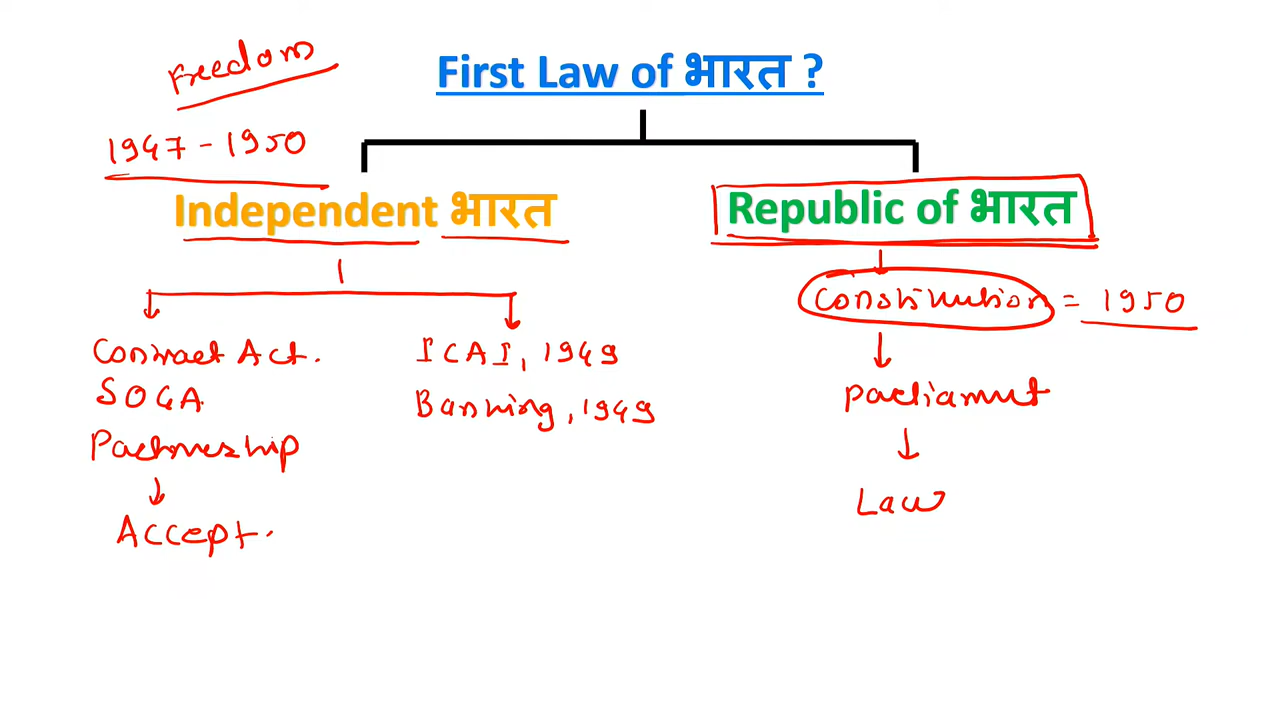 Freedom
First Law of भारत ?
1947 - 1950
Independent भारत
Republic of भारत
Constitution = 1950
Contract Act.
ICAI, 1949
SOGA
Banking, 1949
Parliament
Partnership
Law
Accept.